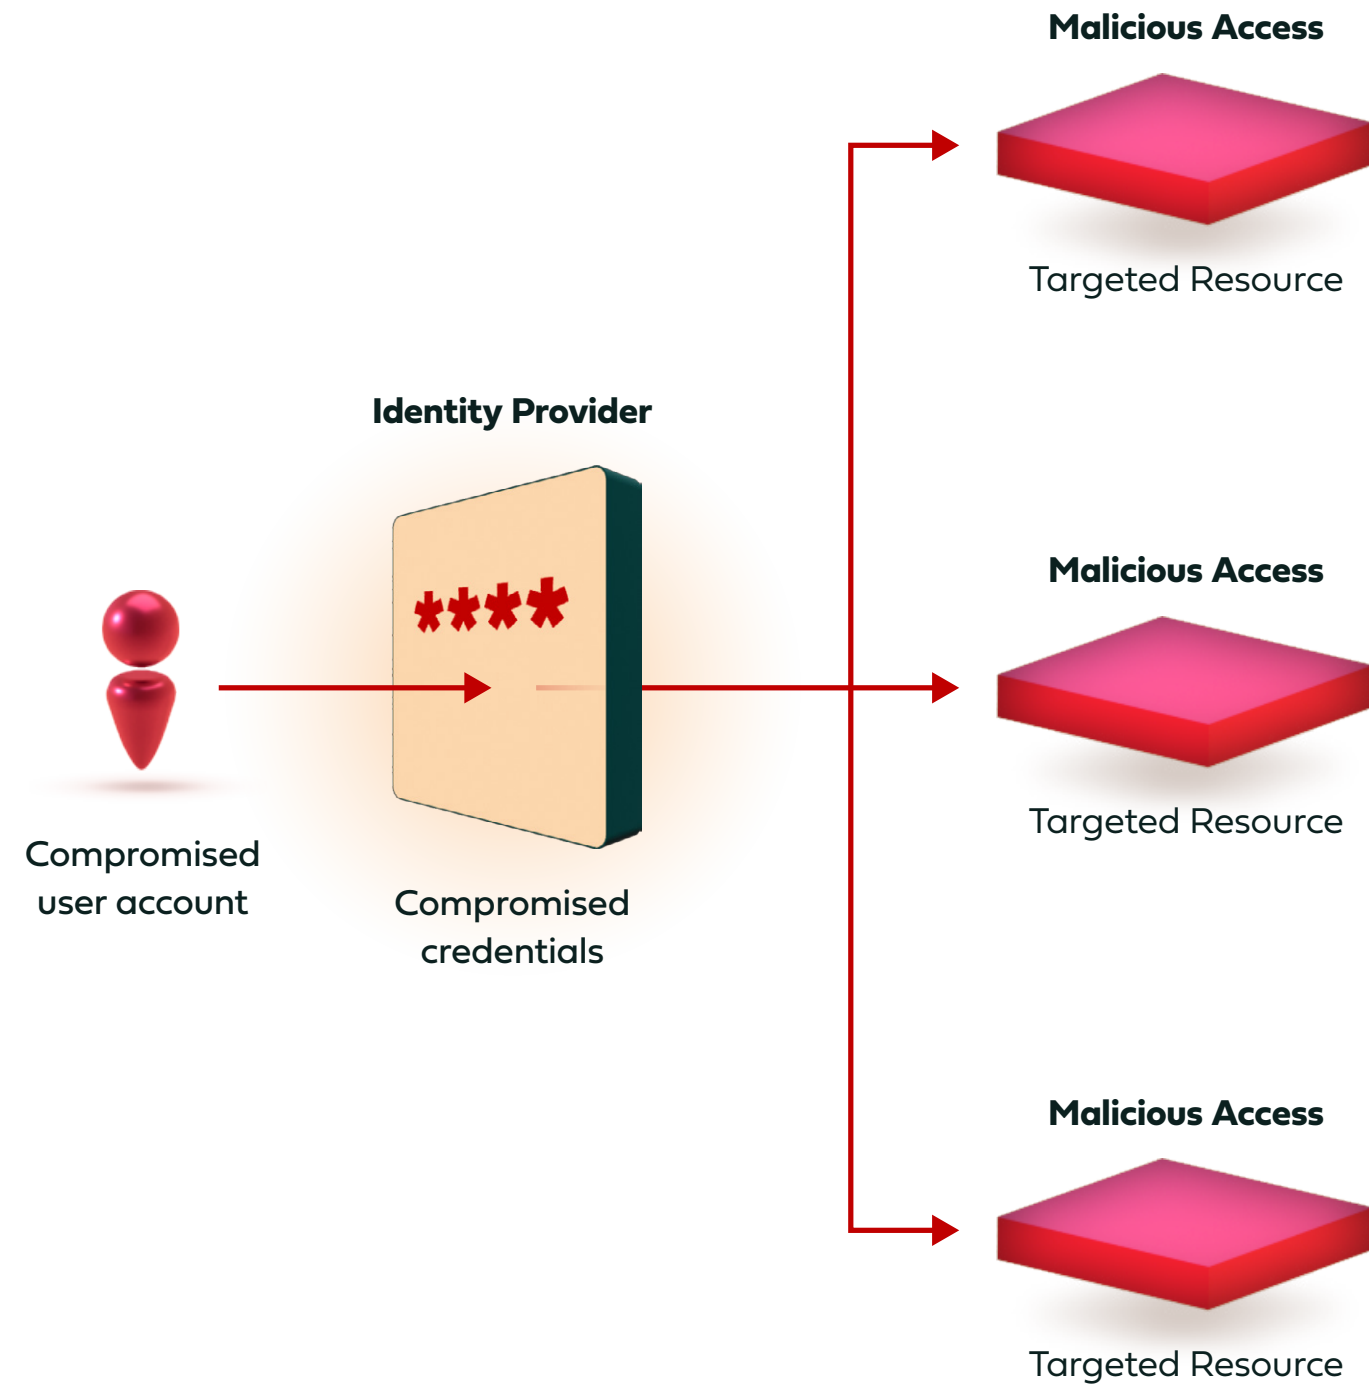 Malicious Access
Targeted Resource
Identity Provider
****
Compromised
user account
Compromised
credentials
Malicious Access
Targeted Resource
Malicious Access
Targeted Resource